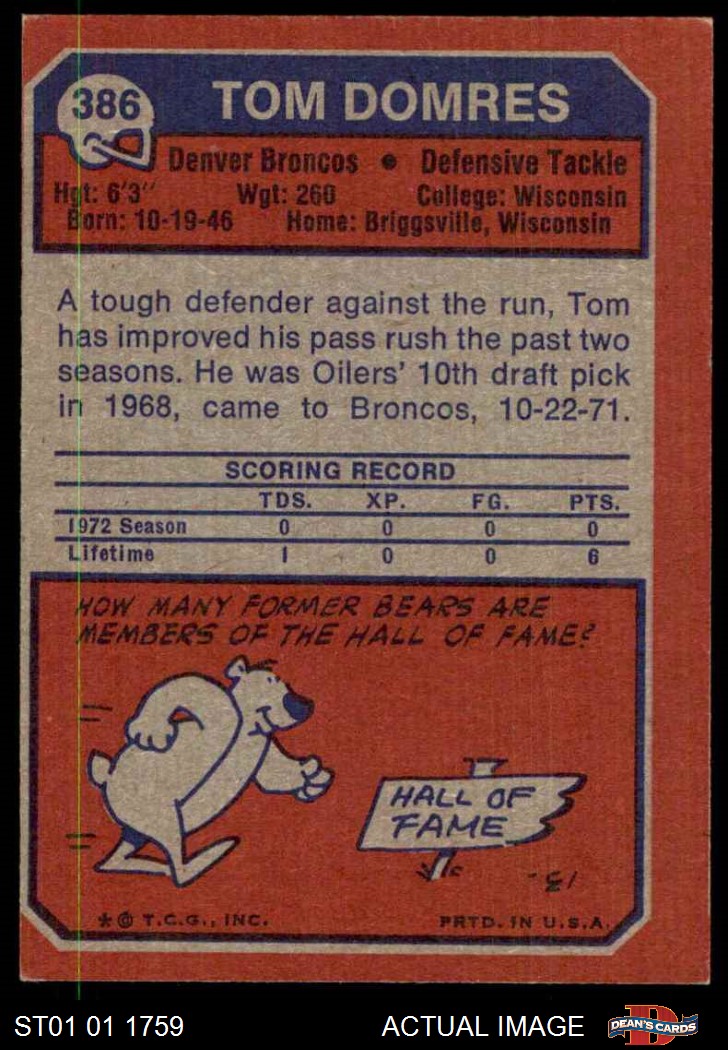 386
TOM DOMRES
Denver Broncos • Defensive Tackle
Hgt: 6'3" Wgt: 260 College: Wisconsin
Born: 10-19-46 Home: Briggsville, Wisconsin
A tough defender against the run, Tom
has improved his pass rush the past two
seasons. He was Oilers' 10th draft pick
in 1968, came to Broncos, 10-22-71.
SCORING RECORD
TDS. XP. FG. PTS.
1972 Season 0 0 0 0
Lifetime 1 0 0 6
HOW MANY FORMER BEARS ARE
MEMBERS OF THE HALL OF FAME?
HALL OF
FAME
* © T.C.G., INC. PRTD. IN U.S.A.
ST01 01 1759 ACTUAL IMAGE DEAN'S CARDS